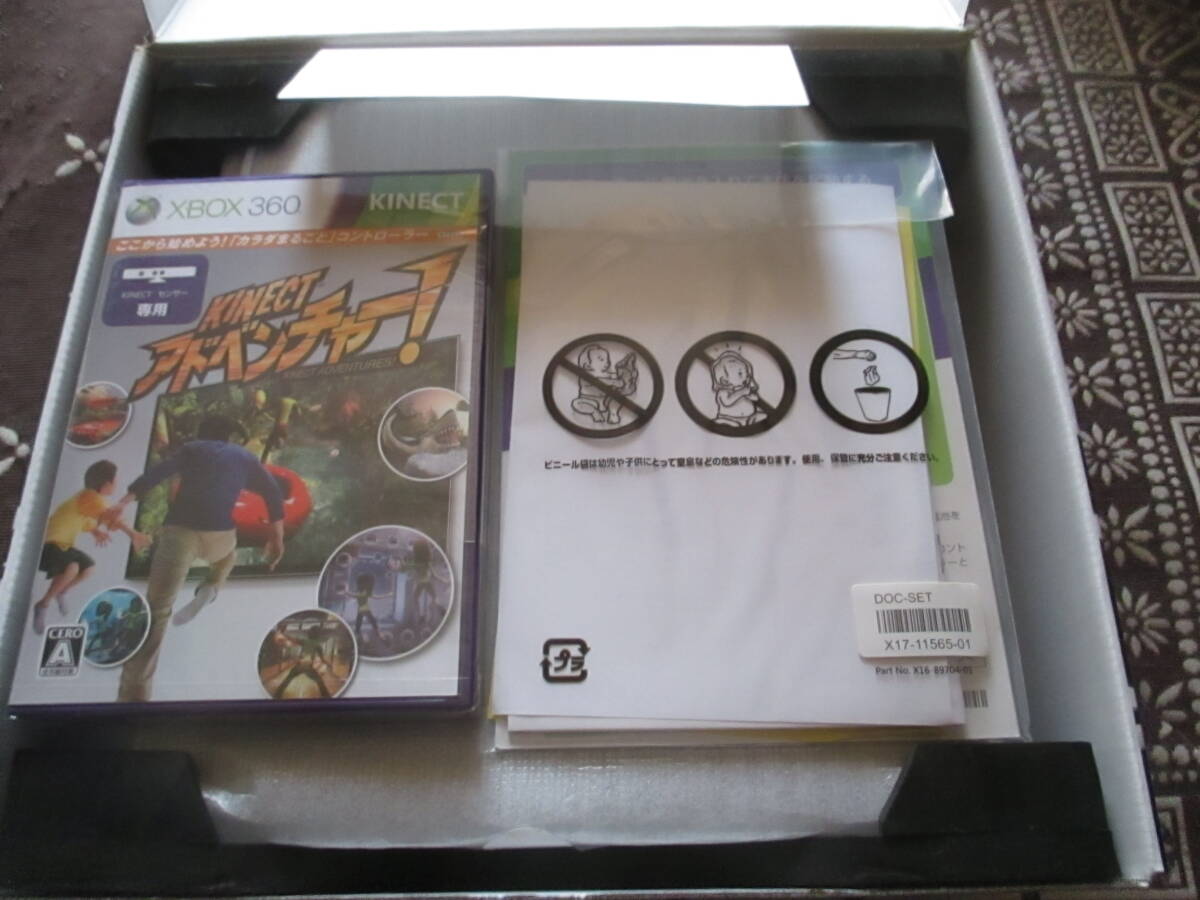 XBOX 360
KINECT
ここから始めよう!「カラダまるごと」コントローラー
KINECT センサー
専用
KINECT
アドベンチャー!
ADVENTURES!
CERO
A
ビニール袋は幼児や子供にとって窒息などの危険性があります。使用、保管に充分ご注意ください。
プラ
DOC-SET
X17-11565-01
Part No. X16-89704-01